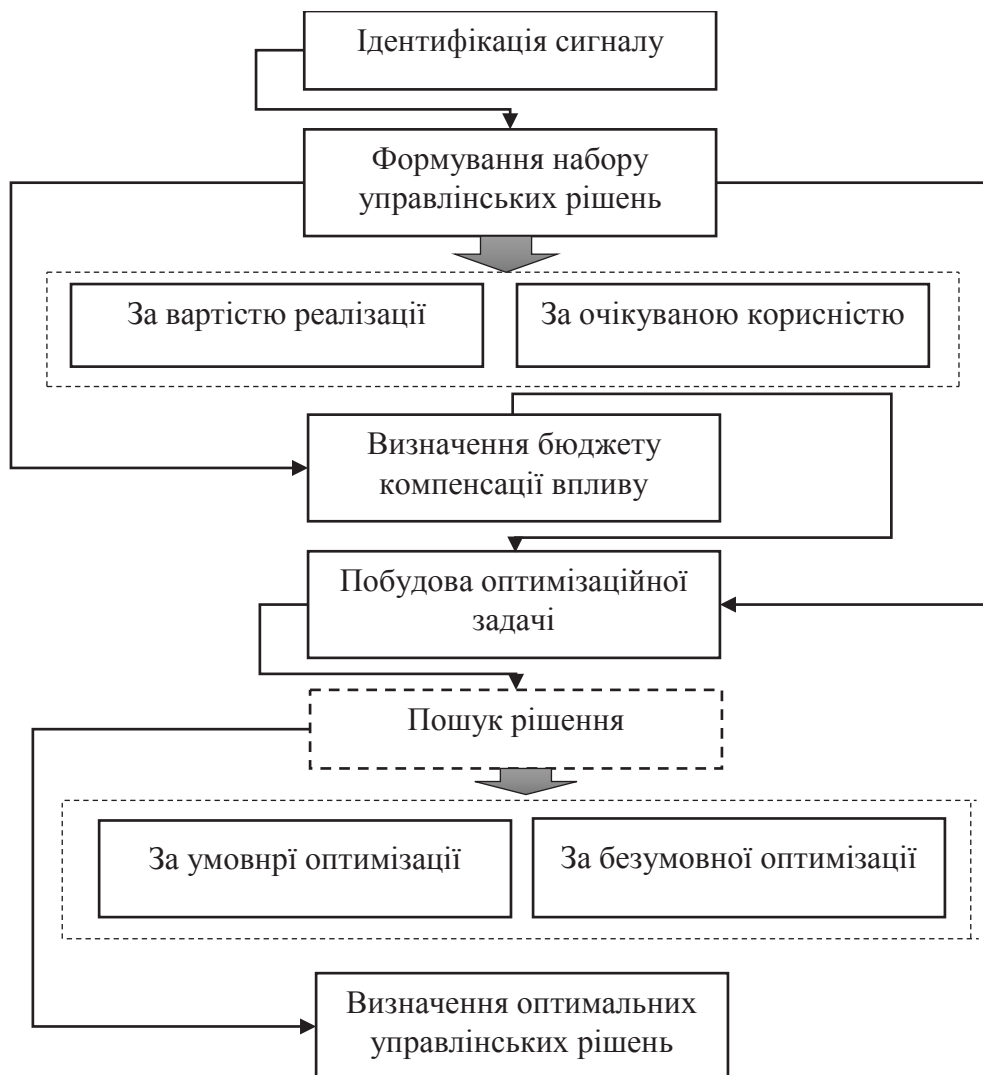 Ідентифікація сигналу
Формування набору
управлінських рішень
За вартістю реалізації
За очікуваною корисністю
Визначення бюджету
компенсації впливу
Побудова оптимізаційної
задачі
Пошук рішення
За умовнрї оптимізації
За безумовної оптимізації
Визначення оптимальних
управлінських рішень